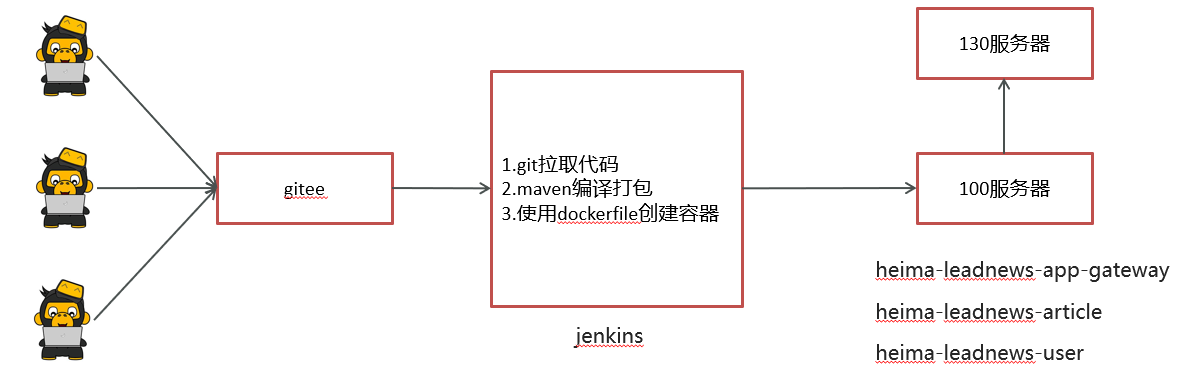 130服务器
gitee
1.git拉取代码
2.maven编译打包
3.使用dockerfile创建容器
jenkins
100服务器
heima-leadnews-app-gateway
heima-leadnews-article
heima-leadnews-user